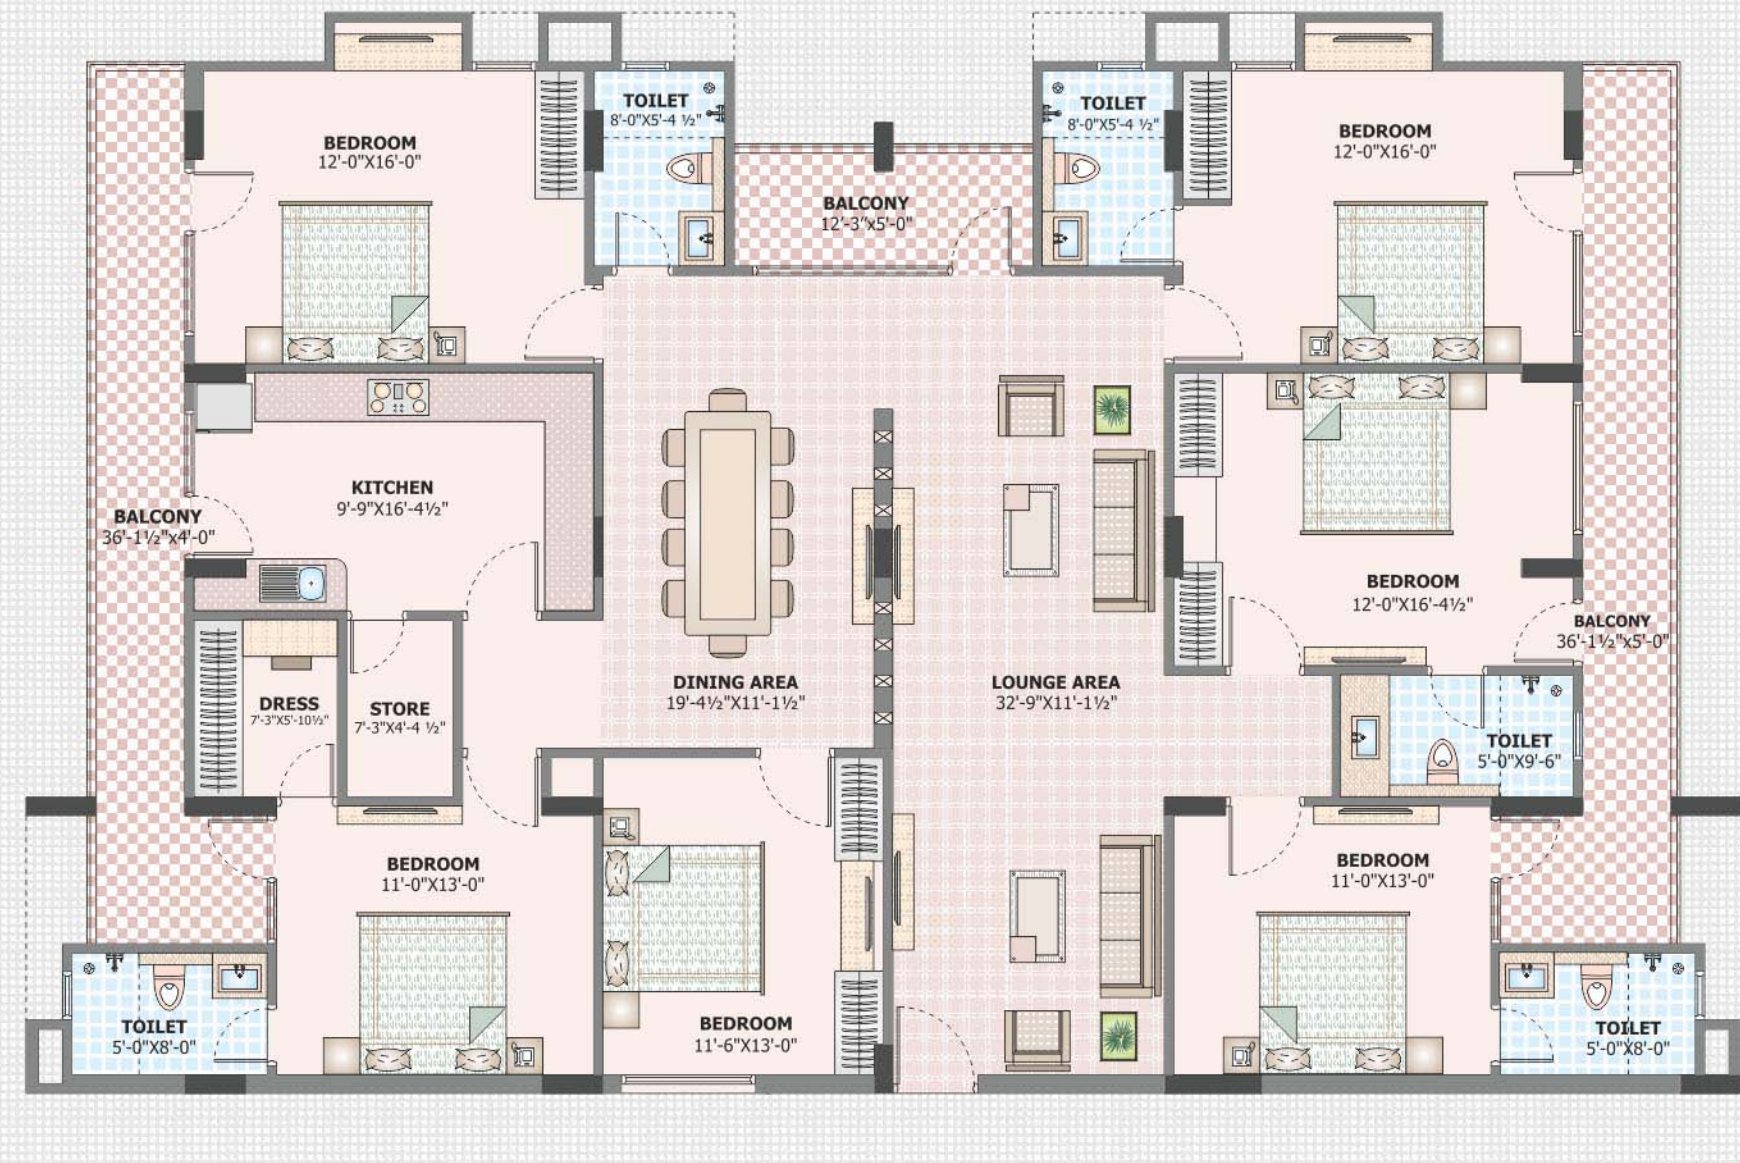 BEDROOM
12'-0"X16'-0"
TOILET
8'-0"X5'-4 ½"
BALCONY
12'-3"x5'-0"
TOILET
8'-0"X5'-4 ½"
BEDROOM
12'-0"X16'-0"
KITCHEN
9'-9"X16'-4½"
BALCONY
36'-1½"x4'-0"
BEDROOM
12'-0"X16'-4½"
BALCONY
36'-1½"x5'-0"
DRESS
7'-3"X5'-10½"
STORE
7'-3"X4'-4 ½"
DINING AREA
19'-4½"X11'-1½"
LOUNGE AREA
32'-9"X11'-1½"
TOILET
5'-0"X9'-6"
BEDROOM
11'-0"X13'-0"
BEDROOM
11'-0"X13'-0"
TOILET
5'-0"X8'-0"
BEDROOM
11'-6"X13'-0"
TOILET
5'-0"X8'-0"